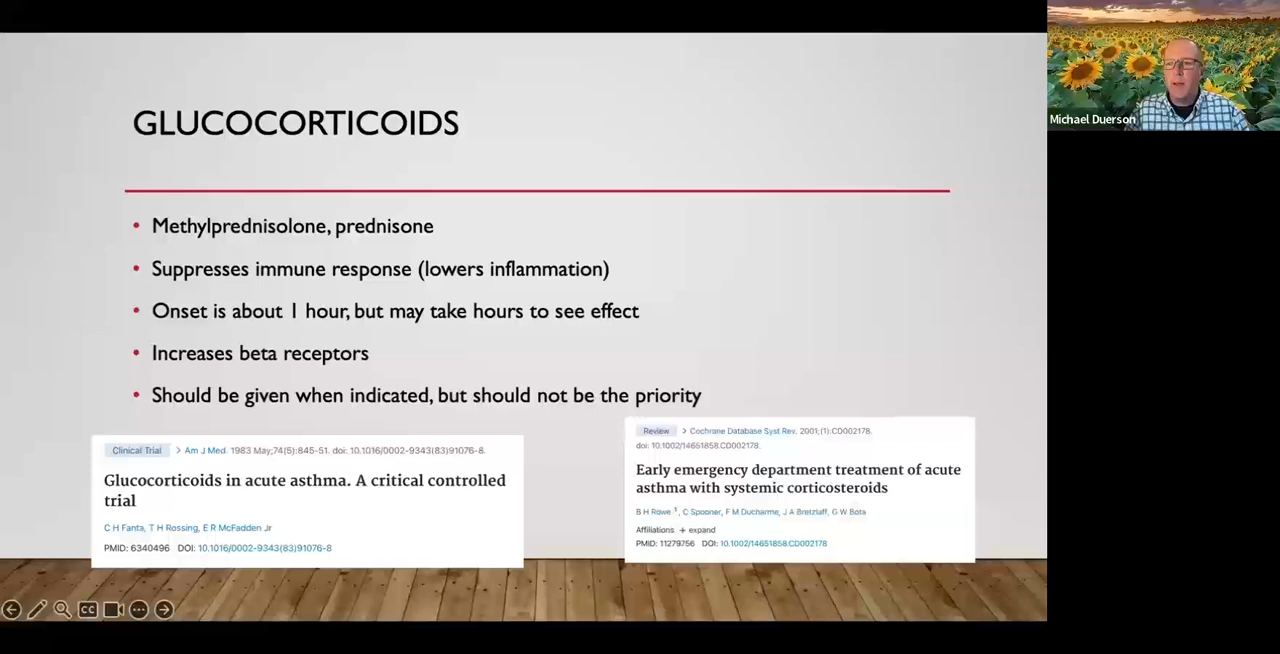 GLUCOCORTICOIDS
• Methylprednisolone, prednisone
• Suppresses immune response (lowers inflammation)
• Onset is about 1 hour, but may take hours to see effect
• Increases beta receptors
• Should be given when indicated, but should not be the priority
Clinical Trial > Am J Med. 1983 May;74(5):845-51. doi: 10.1016/0002-9343(83)91076-8.
Glucocorticoids in acute asthma. A critical controlled
trial
C H Fanta, T H Rossing, E R McFadden Jr
PMID: 6340496 DOI: 10.1016/0002-9343(83)91076-8
Review > Cochrane Database Syst Rev. 2001;(1):CD002178.
doi: 10.1002/14651858.CD002178.
Early emergency department treatment of acute
asthma with systemic corticosteroids
B H Rowe 1, C Spooner, F M Ducharme, J A Bretzlaff, G W Bota
Affiliations + expand
PMID: 11279756 DOI: 10.1002/14651858.CD002178
CC
Michael Duerson